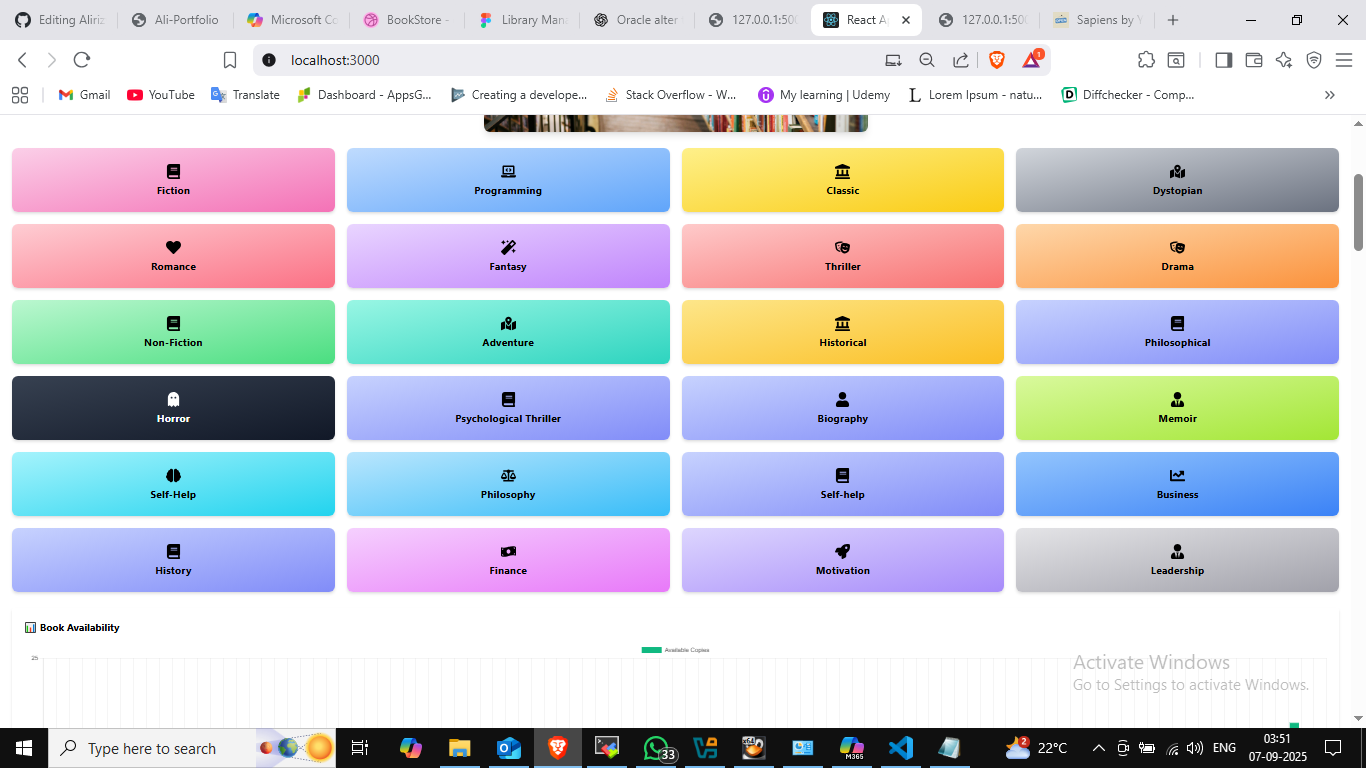 Editing Aliriz
Ali-Portfolio
Microsoft Co
BookStore -
Library Mana
Oracle alter
127.0.0.1:500
React Ap
127.0.0.1:500
Sapiens by Y
localhost:3000
1
Gmail
YouTube
Translate
Dashboard - AppsG...
Creating a develope...
Stack Overflow - W...
My learning | Udemy
Lorem Ipsum - natu...
Diffchecker - Comp...
Fiction
Programming
Classic
Dystopian
Romance
Fantasy
Thriller
Drama
Non-Fiction
Adventure
Historical
Philosophical
Horror
Psychological Thriller
Biography
Memoir
Self-Help
Philosophy
Self-help
Business
History
Finance
Motivation
Leadership
Book Availability
Available Copies
25
Activate Windows
Go to Settings to activate Windows.
Type here to search
33
M365
2
22°C
ENG
03:51
07-09-2025